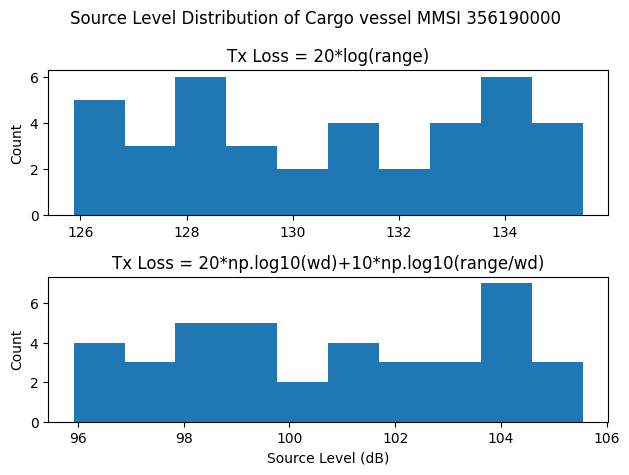 Source Level Distribution of Cargo vessel MMSI 356190000
Tx Loss = 20*log(range)
6
4
2
0
Count
126 128 130 132 134
Tx Loss = 20*np.log10(wd)+10*np.log10(range/wd)
6
4
2
0
Count
96 98 100 102 104 106
Source Level (dB)